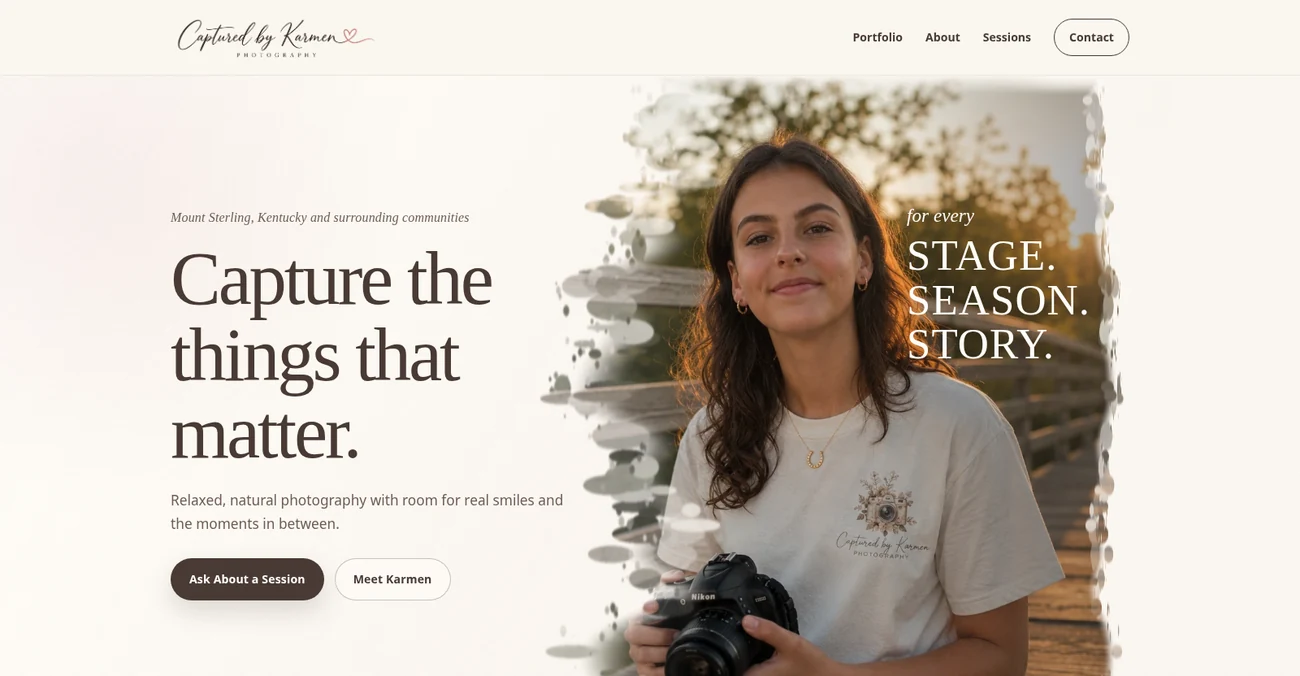 Captured by Karmen
PHOTOGRAPHY
Portfolio About Sessions Contact
Mount Sterling, Kentucky and surrounding communities
Capture the
things that
matter.
Relaxed, natural photography with room for real smiles and
the moments in between.
Ask About a Session Meet Karmen
for every
STAGE.
SEASON.
STORY.
Captured by Karmen
PHOTOGRAPHY
Nikon